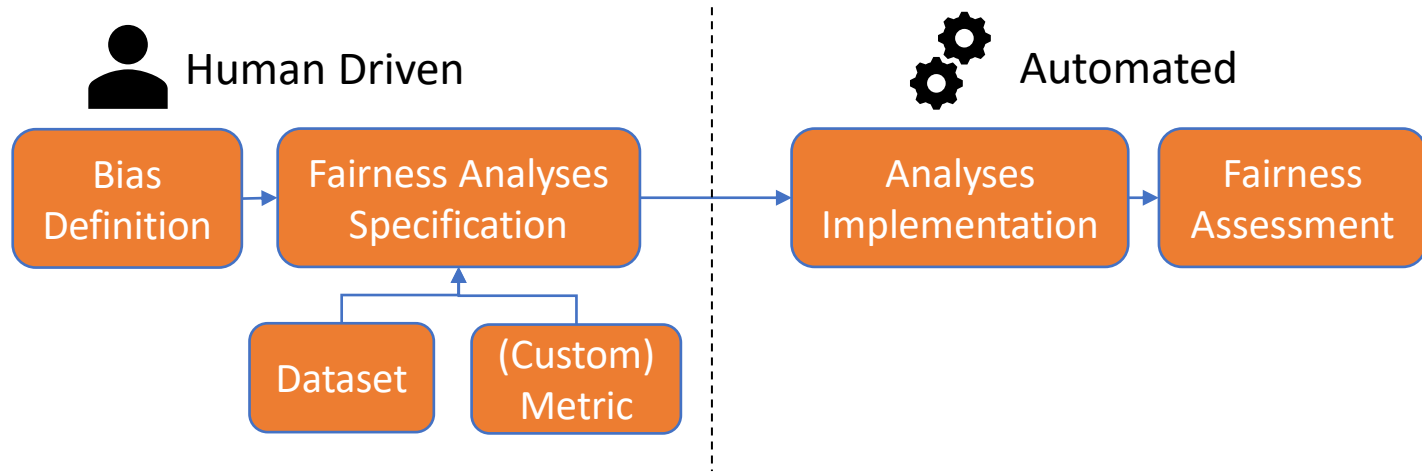 Human Driven
Automated
Bias
Definition
Fairness Analyses
Specification
Analyses
Implementation
Fairness
Assessment
Dataset
(Custom)
Metric